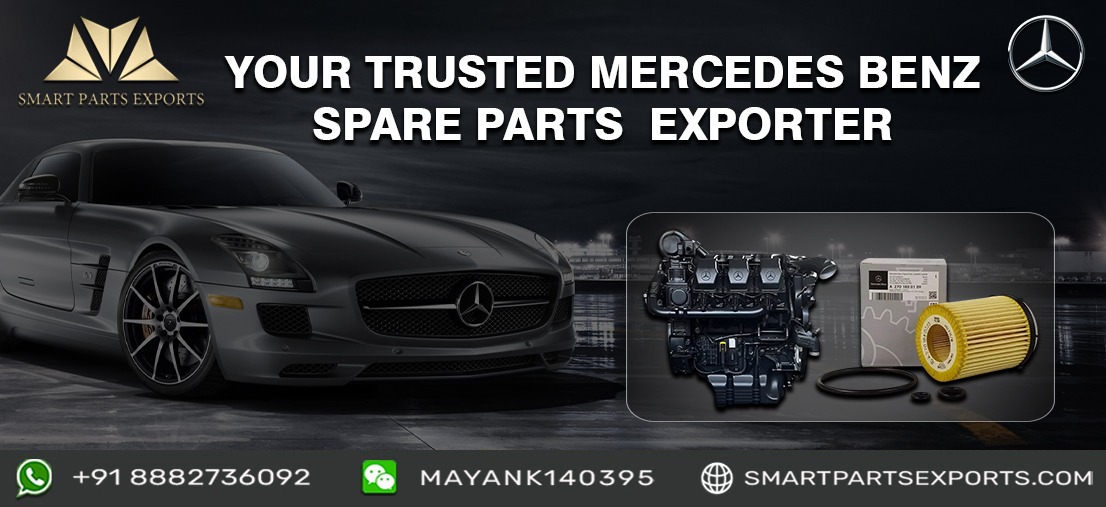 SMART PARTS EXPORTS
YOUR TRUSTED MERCEDES BENZ
SPARE PARTS EXPORTER
+91 8882736092
MAYANK140395
SMARTPARTSEXPORTS.COM